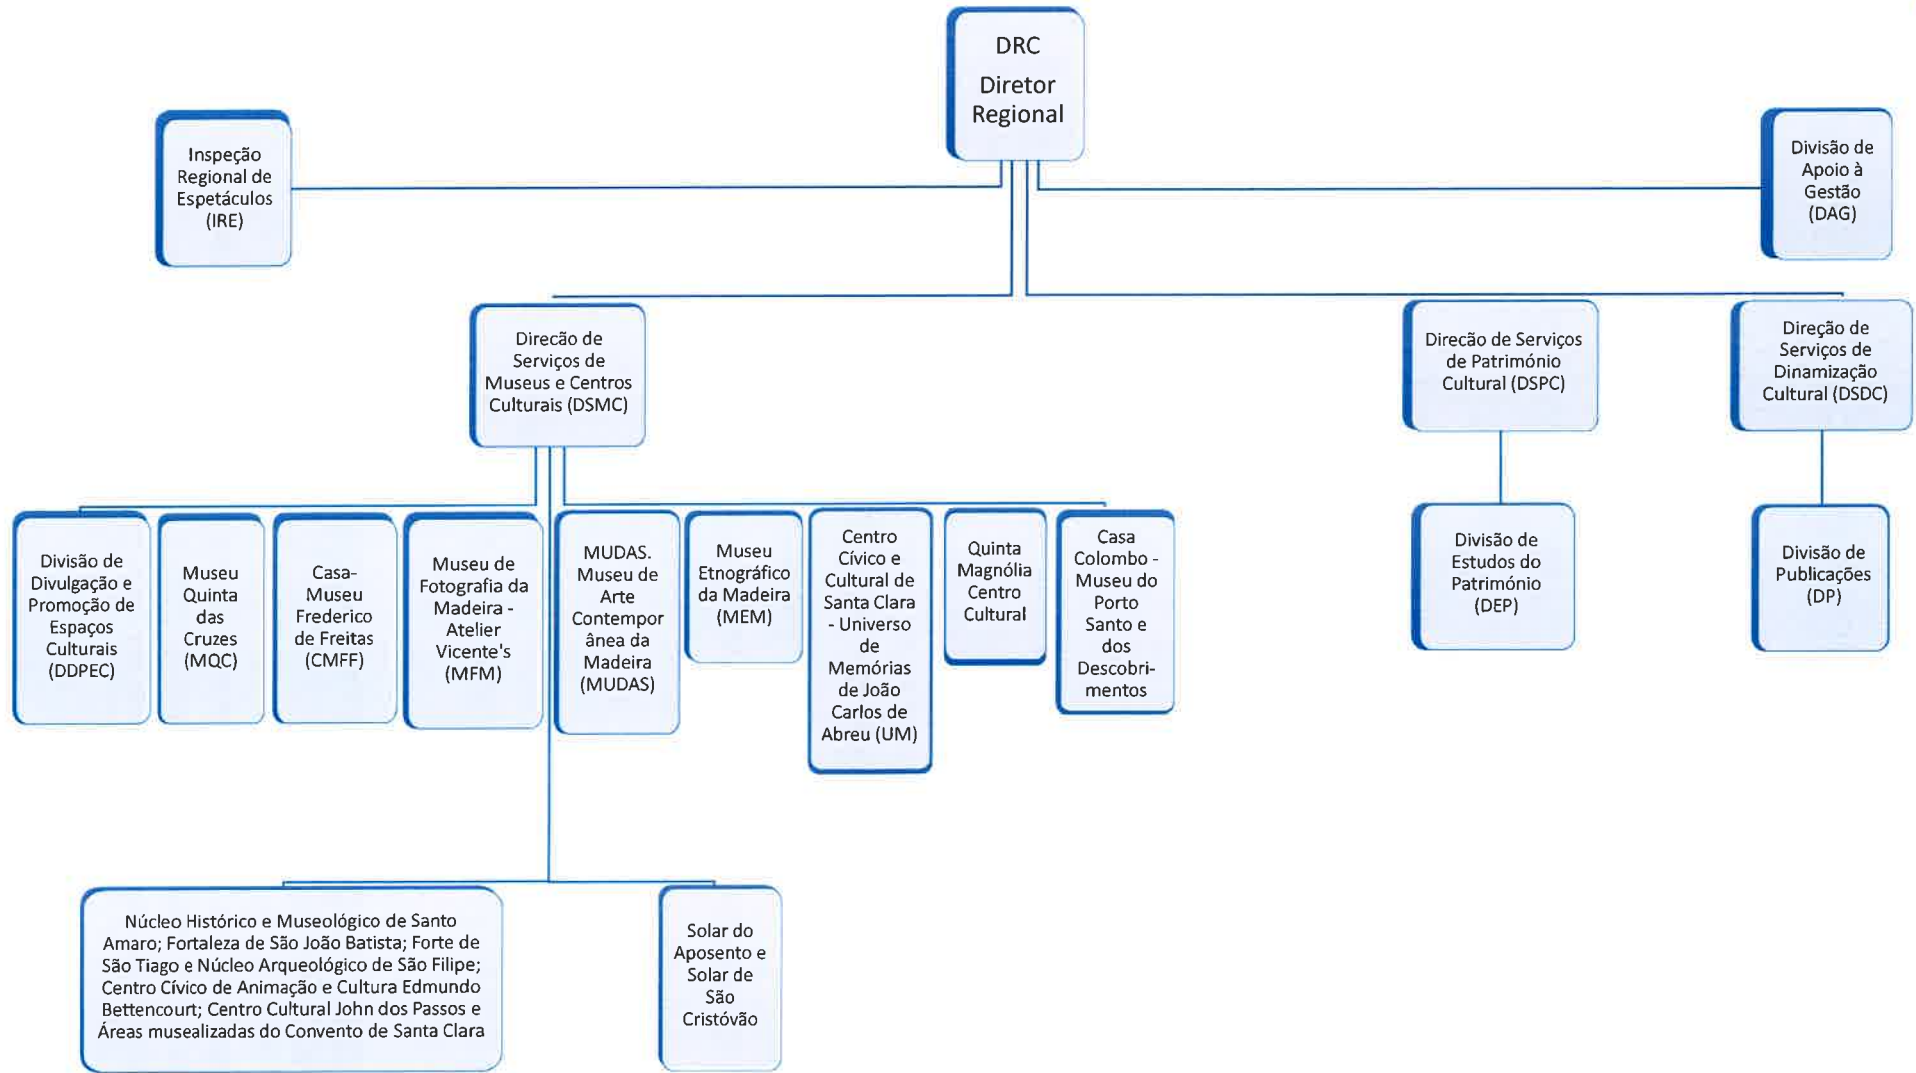 DRC
Diretor
Regional
Inspeção
Regional de
Espetáculos
(IRE)
Divisão de
Apoio à
Gestão
(DAG)
Direcão de
Serviços de
Museus e Centros
Culturais (DSMC)
Direcão de Serviços
de Património
Cultural (DSPC)
Direção de
Serviços de
Dinamização
Cultural (DSDC)
Divisão de
Divulgação e
Promoção de
Espaços
Culturais
(DDPEC)
Museu
Quinta
das
Cruzes
(MQC)
Casa-
Museu
Frederico
de Freitas
(CMFF)
Museu de
Fotografia da
Madeira -
Atelier
Vicente's
(MFM)
MUDAS.
Museu de
Arte
Contempor
ânea da
Madeira
(MUDAS)
Museu
Etnográfico
da Madeira
(MEM)
Centro
Cívico e
Cultural de
Santa Clara
- Universo
de
Memórias
de João
Carlos de
Abreu (UM)
Quinta
Magnólia
Centro
Cultural
Casa
Colombo -
Museu do
Porto
Santo e
dos
Descobri-
mentos
Divisão de
Estudos do
Património
(DEP)
Divisão de
Publicações
(DP)
Núcleo Histórico e Museológico de Santo
Amaro; Fortaleza de São João Batista; Forte de
São Tiago e Núcleo Arqueológico de São Filipe;
Centro Cívico de Animação e Cultura Edmundo
Bettencourt; Centro Cultural John dos Passos e
Áreas musealizadas do Convento de Santa Clara
Solar do
Aposento e
Solar de
São
Cristóvão